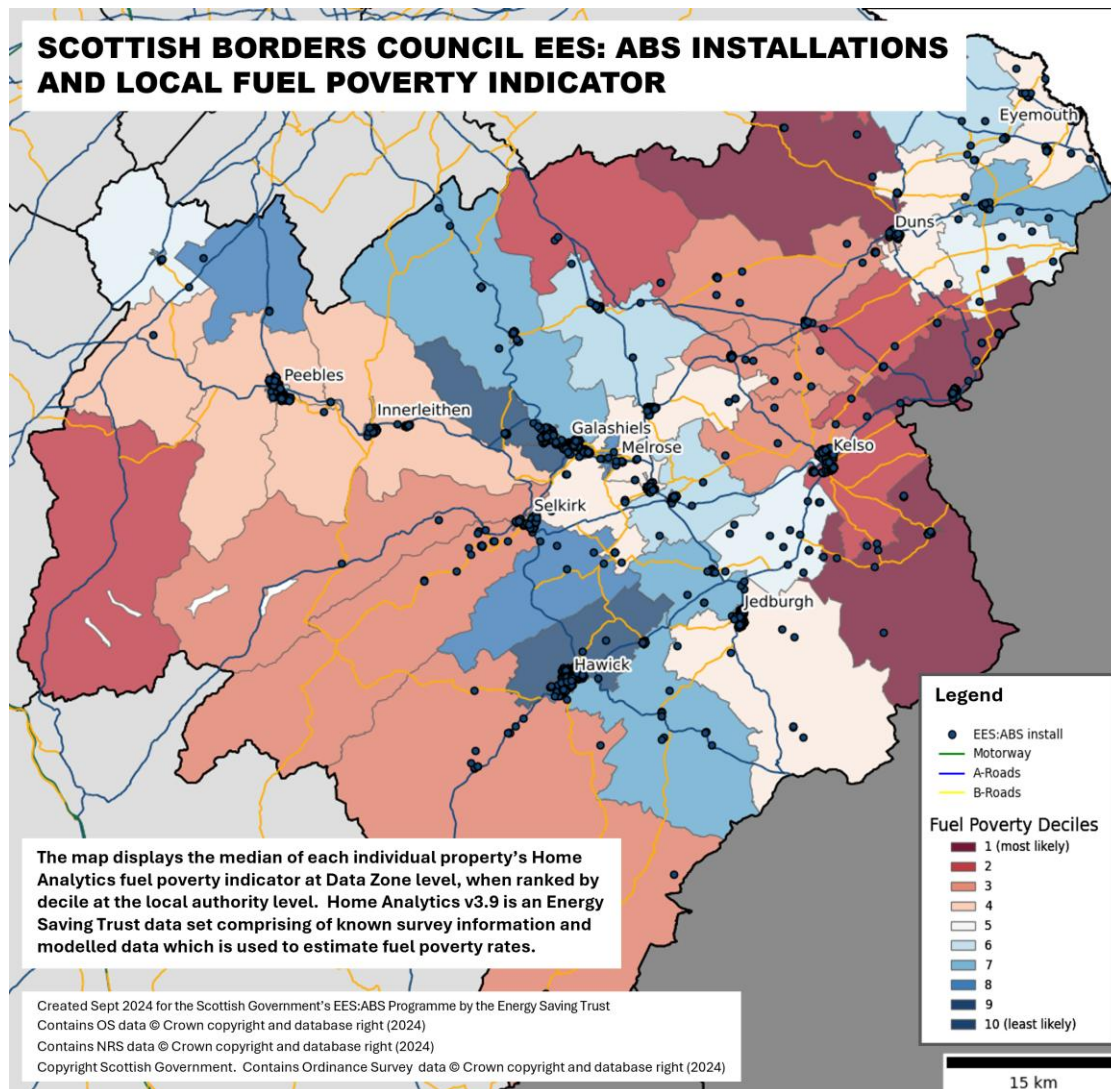 SCOTTISH BORDERS COUNCIL EES: ABS INSTALLATIONS
AND LOCAL FUEL POVERTY INDICATOR
Eyemouth
Duns
Peebles
Innerleithen
Galashiels
Melrose
Kelso
Selkirk
Jedburgh
Hawick
Legend
EES:ABS install
Motorway
A-Roads
B-Roads
Fuel Poverty Deciles
1 (most likely)
2
3
4
5
6
7
8
9
10 (least likely)
15 km
The map displays the median of each individual property's Home
Analytics fuel poverty indicator at Data Zone level, when ranked by
decile at the local authority level.  Home Analytics v3.9 is an Energy
Saving Trust data set comprising of known survey information and
modelled data which is used to estimate fuel poverty rates.
Created Sept 2024 for the Scottish Government's EES:ABS Programme by the Energy Saving Trust
Contains OS data © Crown copyright and database right (2024)
Contains NRS data © Crown copyright and database right (2024)
Copyright Scottish Government.  Contains Ordinance Survey  data © Crown copyright and database right (2024)